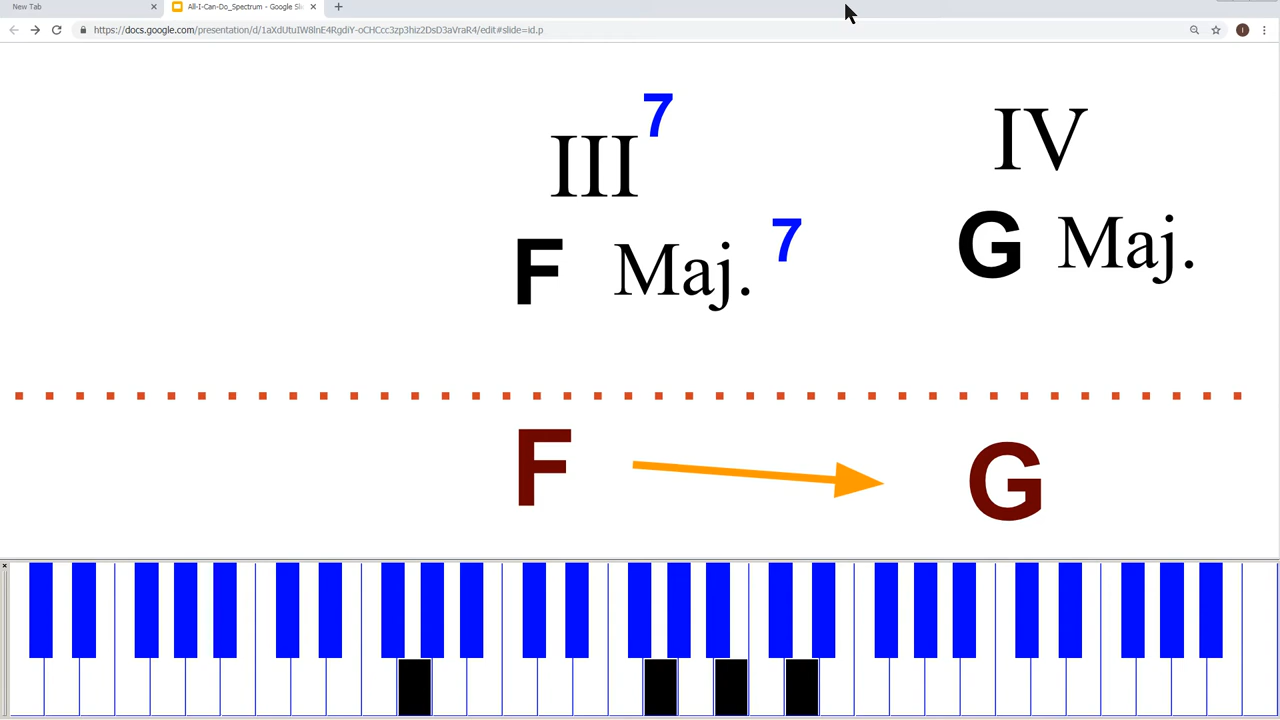 New Tab
All-I-Can-Do_Spectrum - Google Sli
https://docs.google.com/presentation/d/1aXdUtuIW8lnE4RgdiY-oCHCcc3zp3hiz2DsD3aVraR4/edit#slide=id.p
I
III7
IV
F Maj. 7
G Maj.
F
G